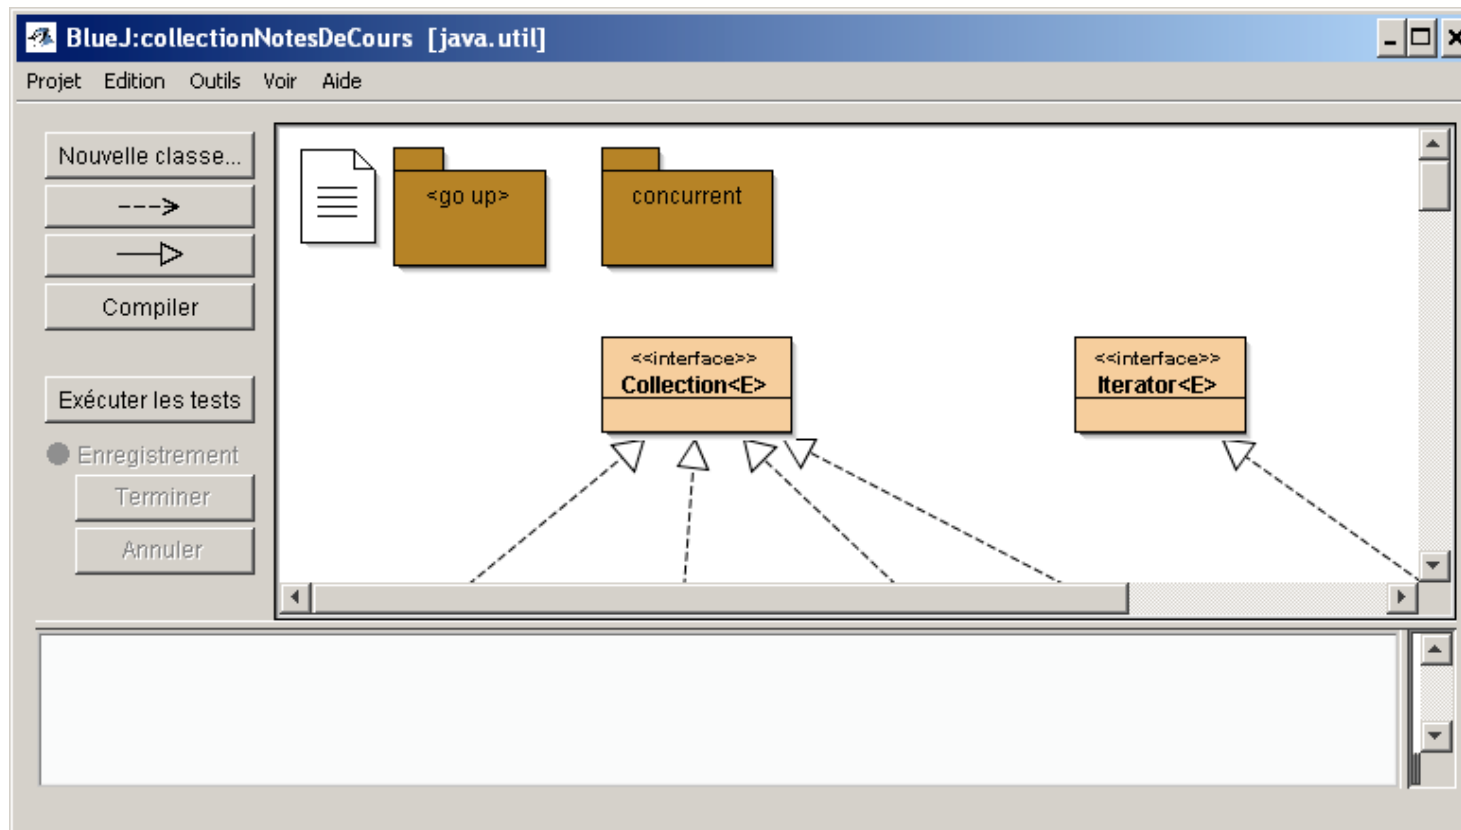 BlueJ:collectionNotesDeCours [java.util]
Projet Edition Outils Voir Aide
Nouvelle classe...
--->
Compiler
Exécuter les tests
Enregistrement
Terminer
Annuler
<go up>
concurrent
<<interface>>
Collection<E>
<<interface>>
Iterator<E>